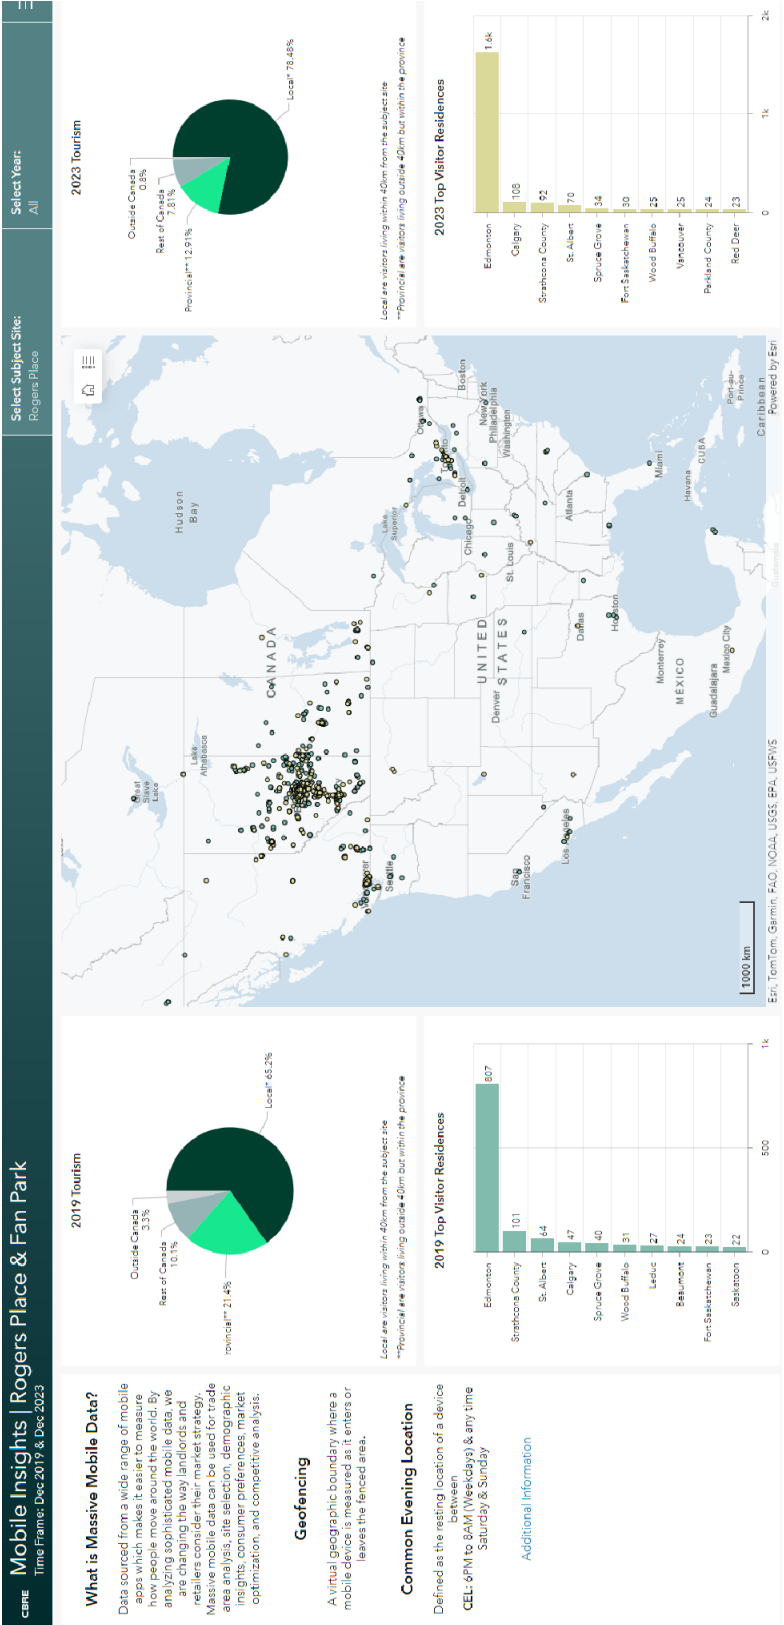 CBRE
Mobile Insights | Rogers Place & Fan Park
Time Frame: Dec 2019 & Dec 2023
Select Subject Site:
Rogers Place
Select Year:
All
What is Massive Mobile Data?
Data sourced from a wide range of mobile
apps which makes it easier to measure
how people move around the world. By
analyzing sophisticated mobile data, we
are changing the way landlords and
retailers consider their market strategy.
Massive mobile data can be used for trade
area analysis, site selection, demographic
insights, consumer preferences, market
optimization, and competitive analysis.
Geofencing
A virtual geographic boundary where a
mobile device is measured as it enters or
leaves the fenced area.
Common Evening Location
Defined as the resting location of a device
between
CEL: 6PM to 8AM (Weekdays) & any time
Saturday & Sunday
Additional Information
2019 Tourism
Outside Canada
3.3%
Rest of Canada
10.1%
rovincial** 21.4%
Local* 65.2%
Local are visitors living within 40km from the subject site
**Provincial are visitors living outside 40km but within the province
2019 Top Visitor Residences
Edmonton 807
Strathcona County 101
St. Albert 64
Calgary 47
Spruce Grove 40
Wood Buffalo 31
Leduc 27
Beaumont 24
Fort Saskatchewan 23
Saskatoon 22
0 500 1k
Hudson
Bay
Great
Slave
Lake
Lake
Athabasca
CANADA
Lake
Superior
Ottawa
Toronto
Detroit
Chicago
Boston
New York
Philadelphia
Washington
St. Louis
UNITED
STATES
Denver
Seattle
San
Francisco
Los Angeles
Dallas
Houston
Atlanta
Miami
Monterrey
MÉXICO
Guadalajara
Mexico City
Havana
CUBA
Port-au-
Prince
Caribbean
Guatemala
1000 km
Esri, TomTom, Garmin, FAO, NOAA, USGS, EPA, USFWS
Powered by Esri
2023 Tourism
Outside Canada
0.8%
Rest of Canada
7.81%
Provincial** 12.91%
Local* 78.48%
Local are visitors living within 40km from the subject site
**Provincial are visitors living outside 40km but within the province
2023 Top Visitor Residences
Edmonton 1.6k
Calgary 108
Strathcona County 92
St. Albert 70
Spruce Grove 34
Fort Saskatchewan 30
Wood Buffalo 25
Vancouver 25
Parkland County 24
Red Deer 23
0 1k 2k